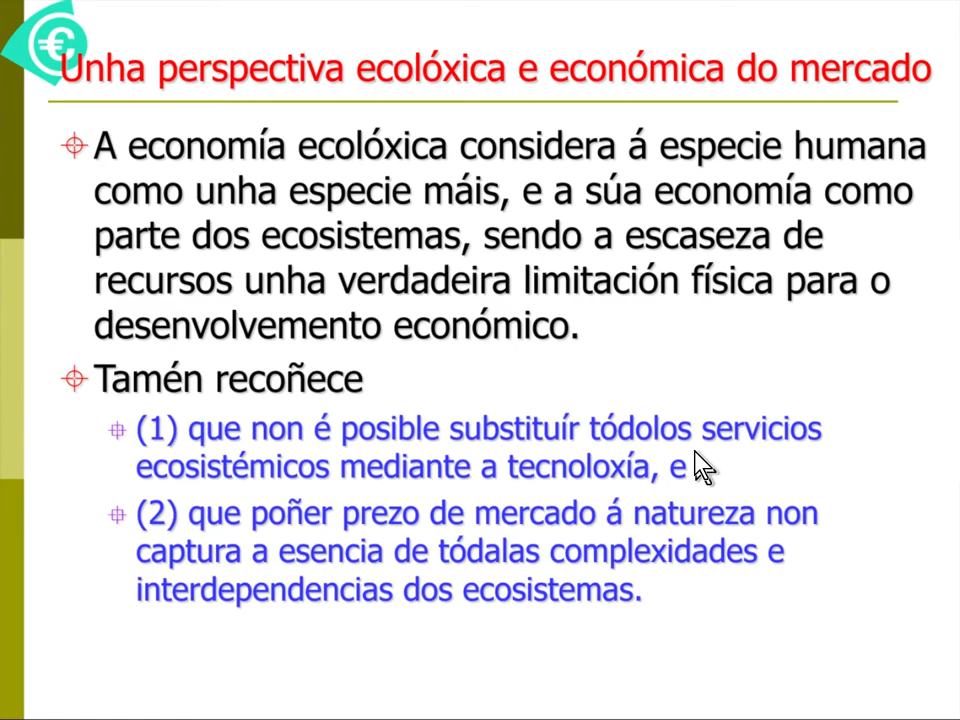 €
Unha perspectiva ecolóxica e económica do mercado
A economía ecolóxica considera á especie humana
como unha especie máis, e a súa economía como
parte dos ecosistemas, sendo a escaseza de
recursos unha verdadeira limitación física para o
desenvolvemento económico.
Tamén recoñece
(1) que non é posible substituír tódolos servicios
ecosistémicos mediante a tecnoloxía, e
(2) que poñer prezo de mercado á natureza non
captura a esencia de tódalas complexidades e
interdependencias dos ecosistemas.